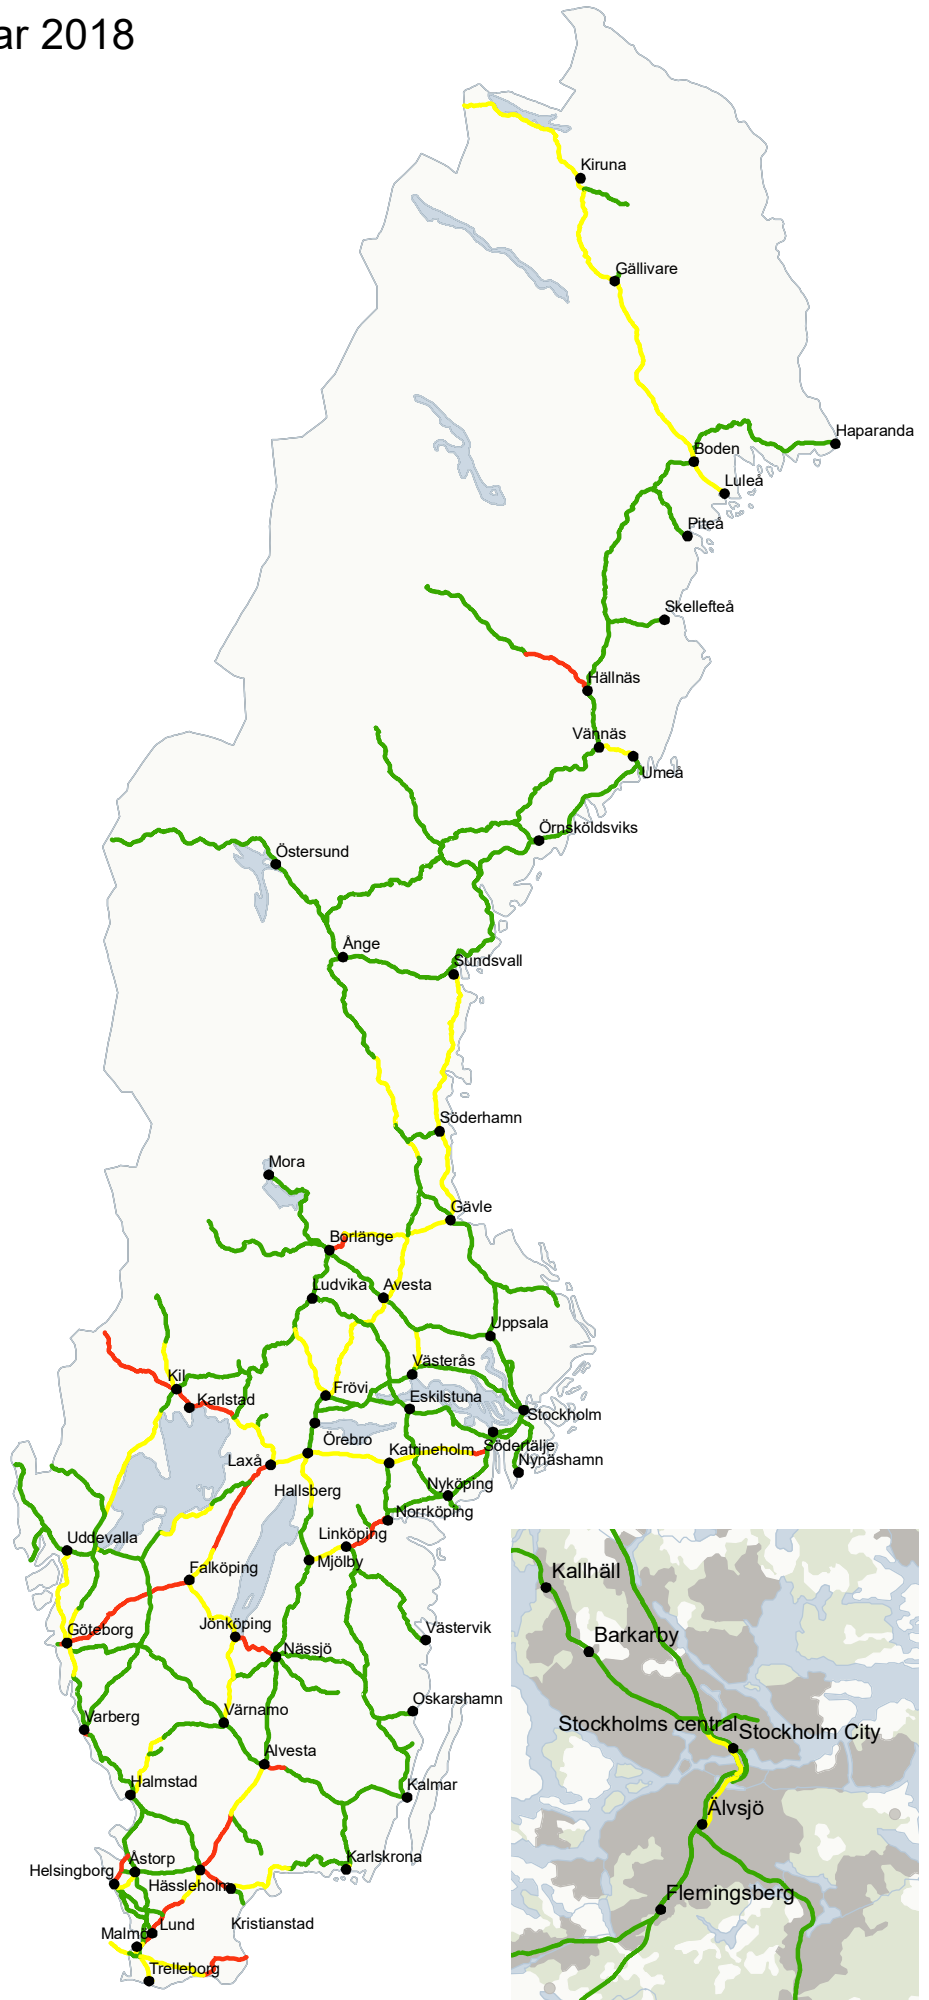 ar 2018
Kiruna
Gällivare
Haparanda
Boden
Luleå
Piteå
Skellefteå
Hällnäs
Vännäs
Umeå
Örnsköldsviks
Östersund
Ånge
Sundsvall
Söderhamn
Mora
Gävle
Borlänge
Ludvika
Avesta
Uppsala
Västerås
Kil
Frövi
Eskilstuna
Karlstad
Stockholm
Örebro
Södertälje
Katrineholm
Laxå
Nynäshamn
Hallsberg
Nyköping
Norrköping
Linköping
Uddevalla
Mjölby
Falköping
Jönköping
Göteborg
Västervik
Nässjö
Oskarshamn
Värnamo
Varberg
Alvesta
Halmstad
Kalmar
Åstorp
Karlskrona
Helsingborg
Hässleholm
Kristianstad
Lund
Malmö
Trelleborg
Kallhäll
Barkarby
Stockholms central
Stockholm City
Älvsjö
Flemingsberg